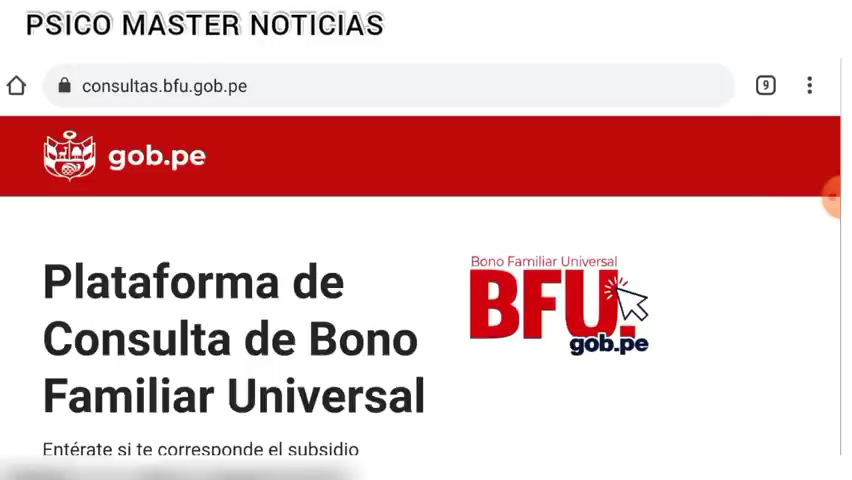 PSICO MASTER NOTICIAS
consultas.bfu.gob.pe
9
gob.pe
Plataforma de
Consulta de Bono
Familiar Universal
Entérate si te corresponde el subsidio
Bono Familiar Universal
BFU.
gob.pe